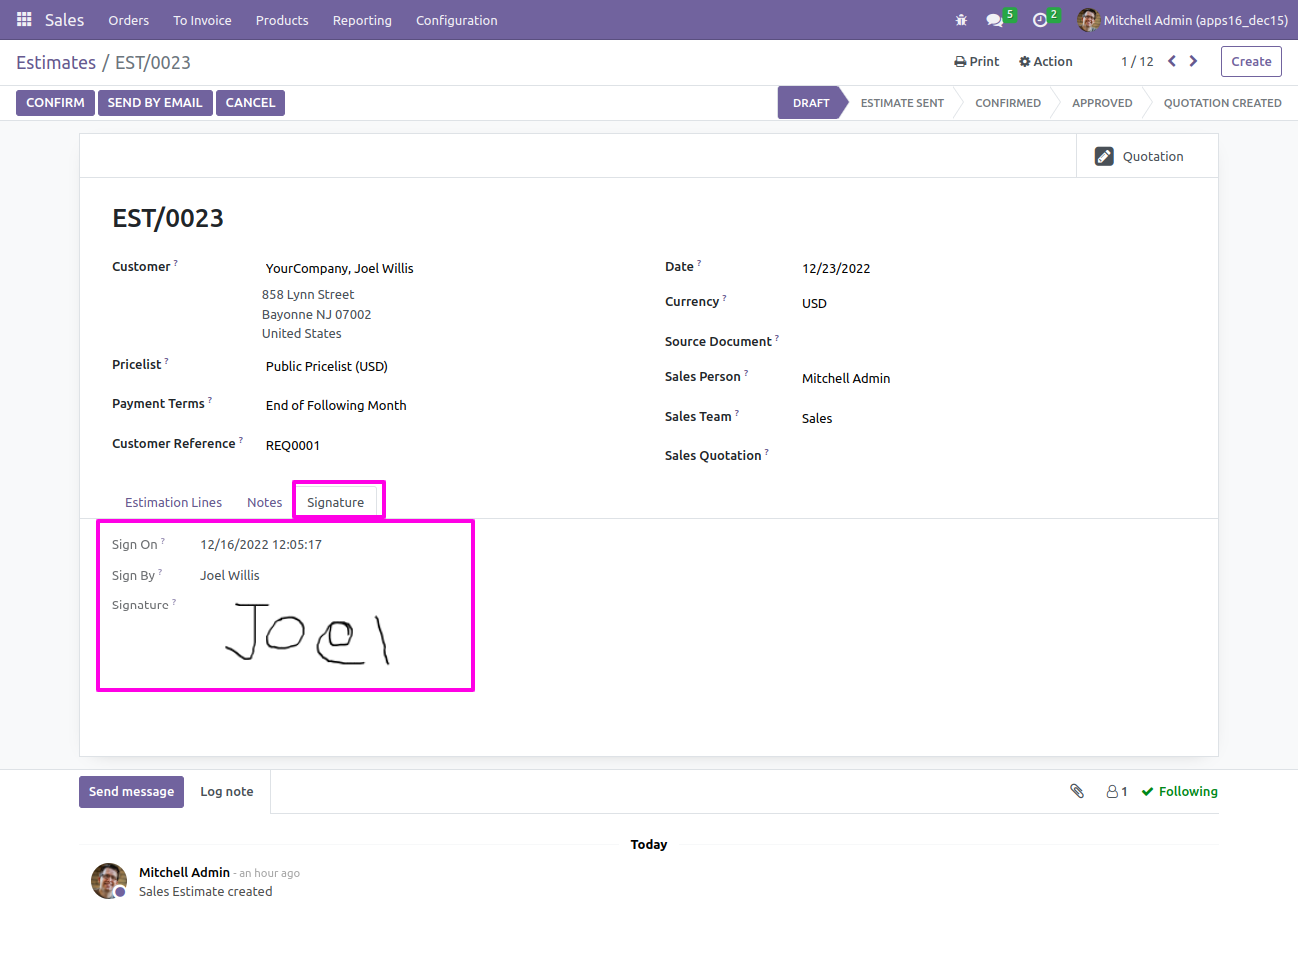 Sales Orders To Invoice Products Reporting Configuration 5 2 Mitchell Admin (apps16_dec15)
Estimates / EST/0023 Print Action 1 / 12 Create
CONFIRM SEND BY EMAIL CANCEL DRAFT ESTIMATE SENT CONFIRMED APPROVED QUOTATION CREATED
Quotation
EST/0023
Customer ? YourCompany, Joel Willis
858 Lynn Street
Bayonne NJ 07002
United States
Pricelist ? Public Pricelist (USD)
Payment Terms ? End of Following Month
Customer Reference ? REQ0001
Date ? 12/23/2022
Currency ? USD
Source Document ?
Sales Person ? Mitchell Admin
Sales Team ? Sales
Sales Quotation ?
Estimation Lines Notes Signature
Sign On ? 12/16/2022 12:05:17
Sign By ? Joel Willis
Signature ? Joel
Send message Log note 1 Following
Today
Mitchell Admin - an hour ago
Sales Estimate created